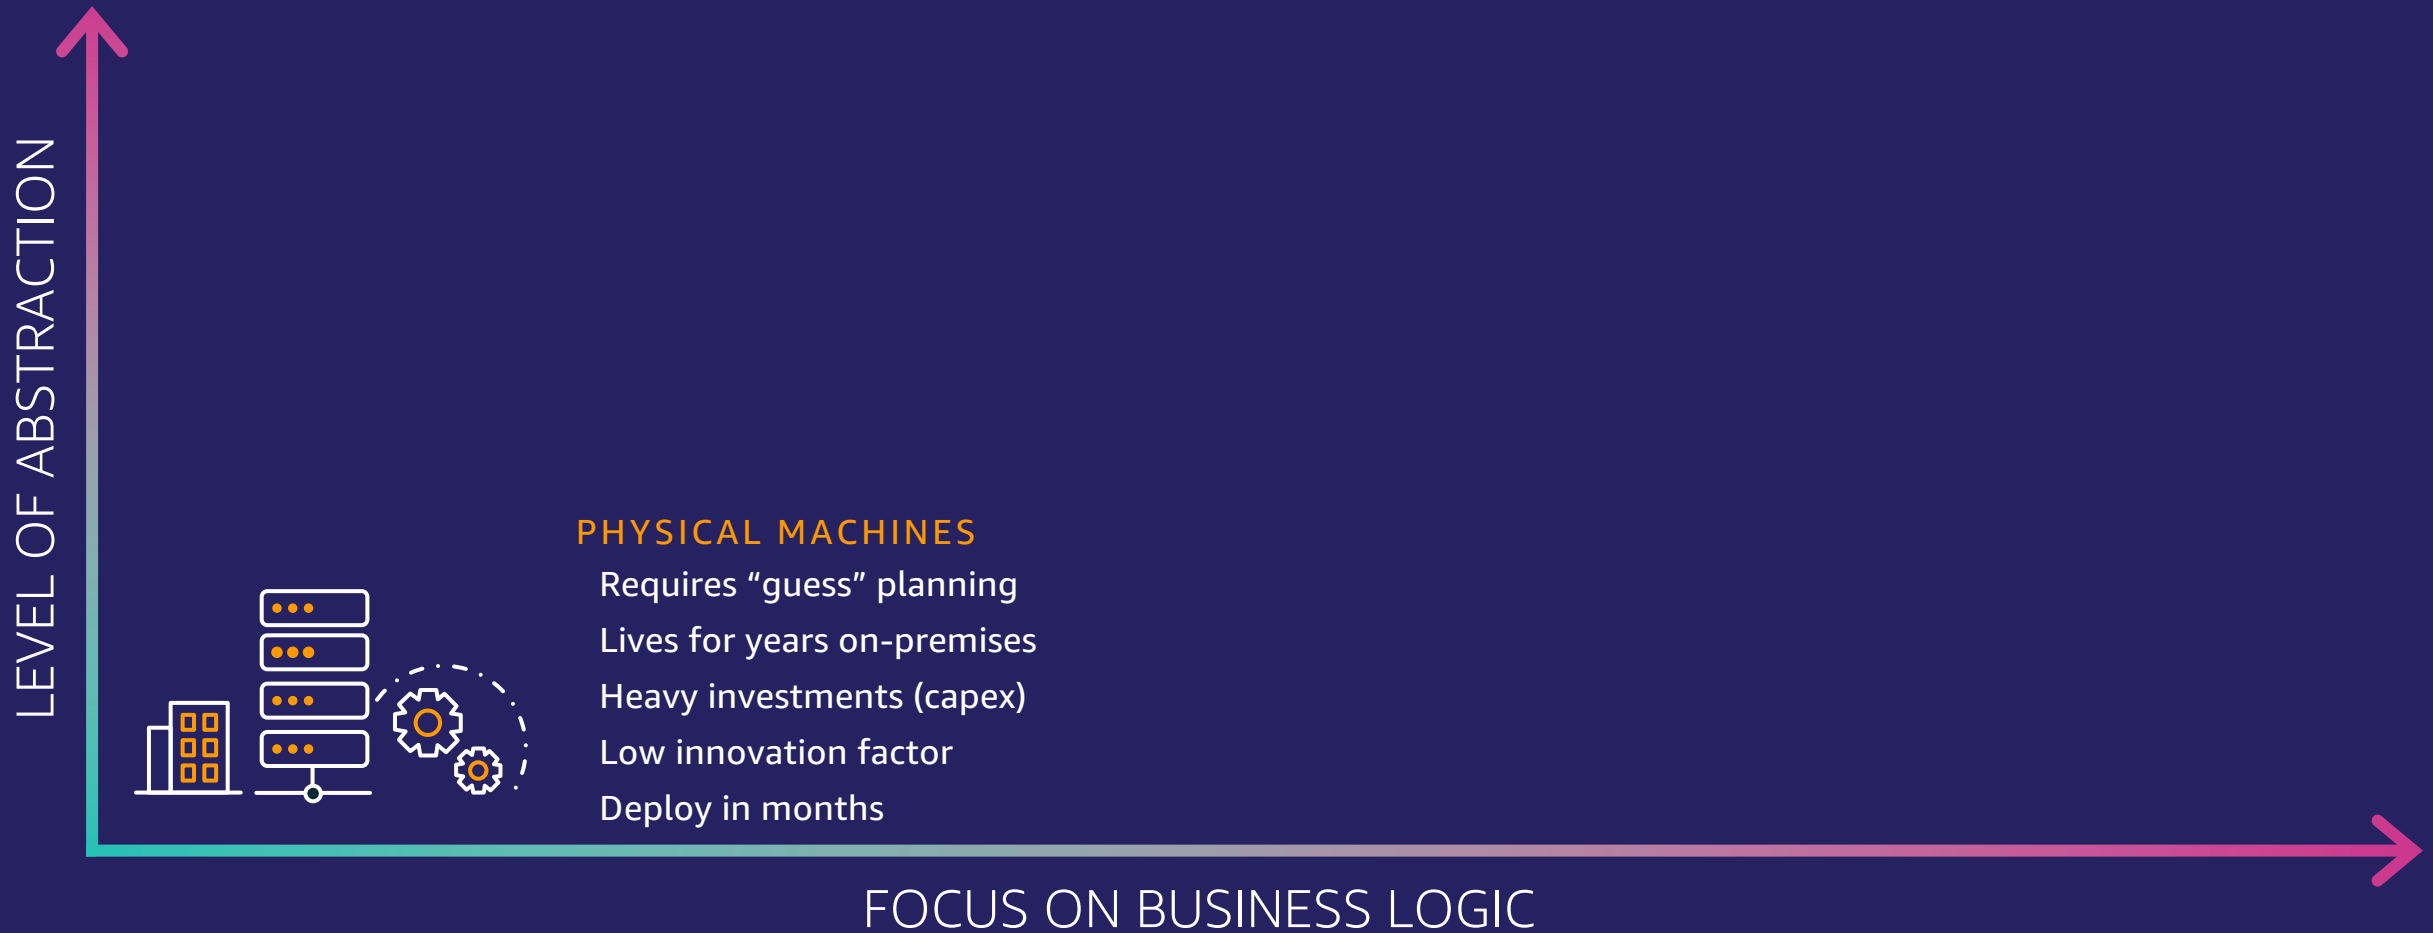 LEVEL OF ABSTRACTION
PHYSICAL MACHINES
Requires “guess” planning
Lives for years on-premises
Heavy investments (capex)
Low innovation factor
Deploy in months
FOCUS ON BUSINESS LOGIC